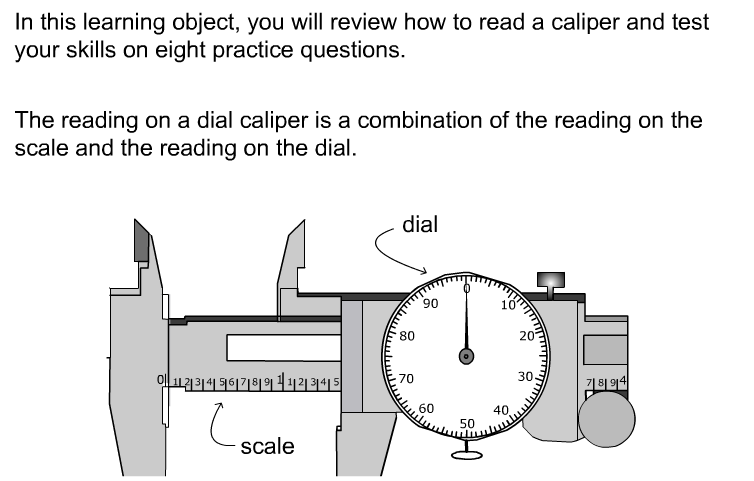 In this learning object, you will review how to read a caliper and test
your skills on eight practice questions.
The reading on a dial caliper is a combination of the reading on the
scale and the reading on the dial.
dial
0
90 10
80 20
70 30
60 40
50
0 1 2 3 4 5 6 7 8 9 1 1 2 3 4 5
7 8 9 4
scale